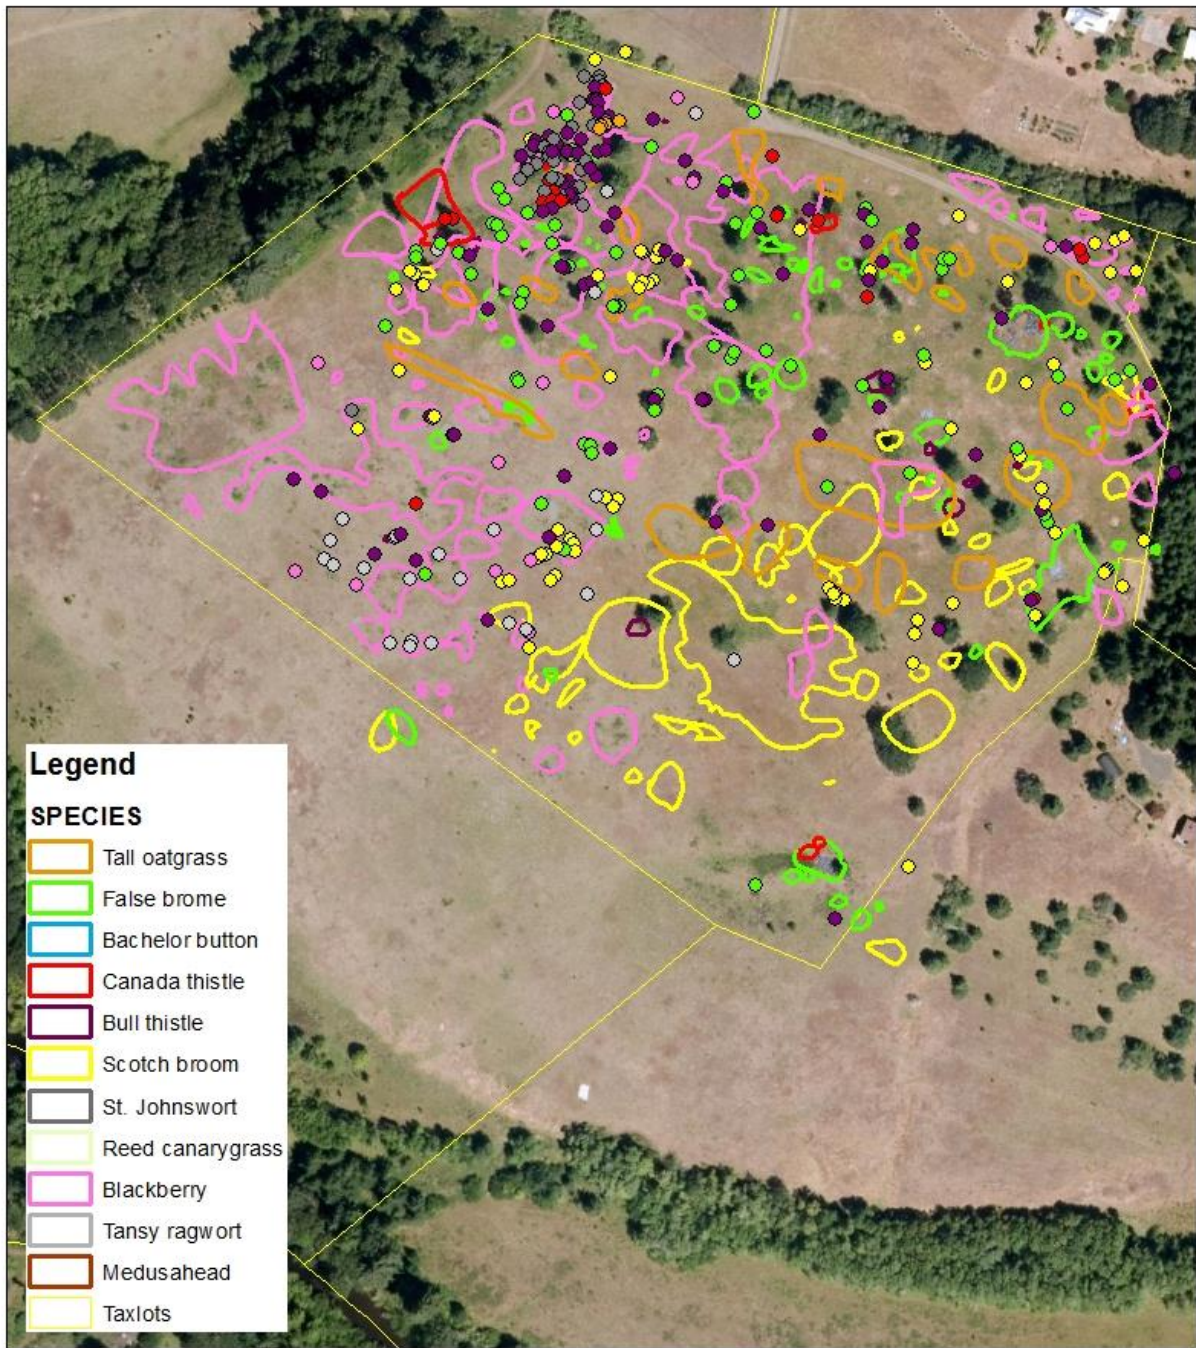 Legend
SPECIES
Tall oatgrass
False brome
Bachelor button
Canada thistle
Bull thistle
Scotch broom
St. Johnswort
Reed canarygrass
Blackberry
Tansy ragwort
Medusahead
Taxlots